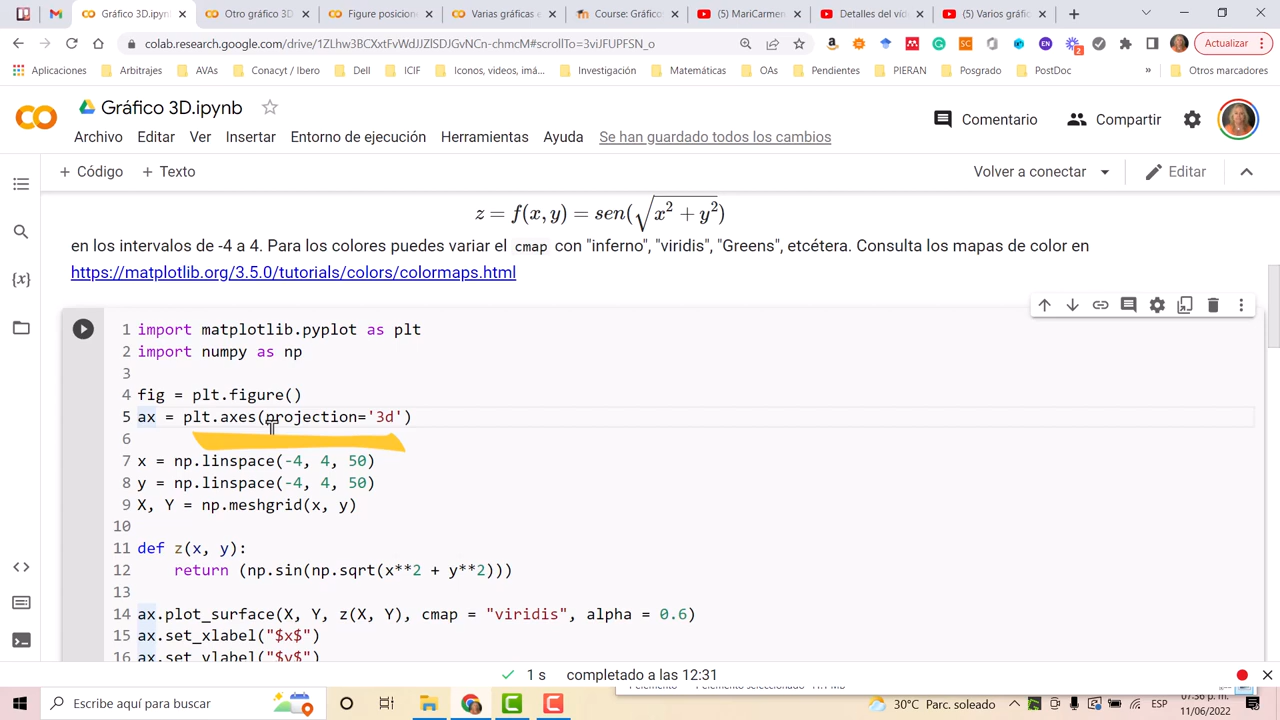 Gráfico 3D.ipynb
Otro gráfico 3D
Figure posicion
Varias gráficas e
Course: Gráfico
(5) MariCarmen
Detalles del víd
(5) Varios gráfic
colab.research.google.com/drive/
Actualizar
Aplicaciones
Arbitrajes
AVAs
Conacyt / Ibero
Deli
ICIF
Iconos, videos, imá...
Investigación
Matemáticas
OAs
Pendientes
PIERAN
Posgrado
PostDoc
»
Otros marcadores
Gráfico 3D.ipynb
Comentario
Compartir
Archivo Editar Ver Insertar Entorno de ejecución Herramientas Ayuda Se han guardado todos los cambios
+ Código + Texto
Volver a conectar
Editar
z = f(x, y) = sen(√x² + y²)
en los intervalos de -4 a 4. Para los colores puedes variar el cmap con "inferno", "viridis", "Greens", etcétera. Consulta los mapas de color en
https://matplotlib.org/3.5.0/tutorials/colors/colormaps.html
1 import matplotlib.pyplot as plt
2 import numpy as np
3
4 fig = plt.figure()
5 ax = plt.axes(projection='3d')
6
7 x = np.linspace(-4, 4, 50)
8 y = np.linspace(-4, 4, 50)
9 X, Y = np.meshgrid(x, y)
10
11 def z(x, y):
12 return (np.sin(np.sqrt(x**2 + y**2)))
13
14 ax.plot_surface(X, Y, z(X, Y), cmap = "viridis", alpha = 0.6)
15 ax.set_xlabel("$x$")
16 ax.set_ylabel("$y$")
1 s completado a las 12:31
Escribe aquí para buscar
30°C Parc. soleado
ESP
07:56 p. m.
11/06/2022